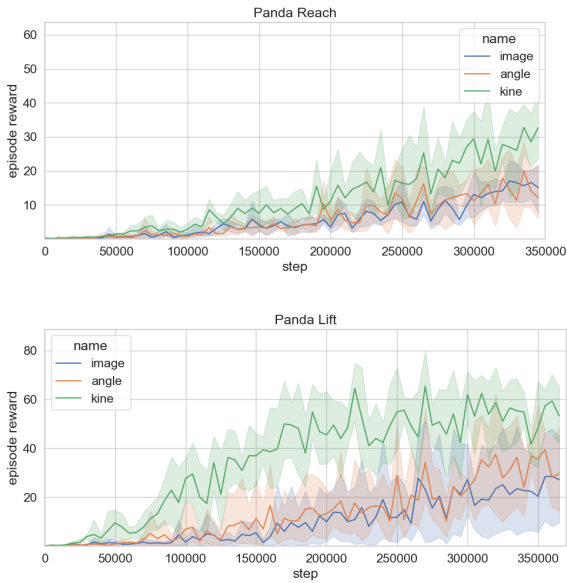 Panda Reach
60
50
40
30
20
10
episode reward
name
image
angle
kine
0 50000 100000 150000 200000 250000 300000 350000
step
Panda Lift
80
60
40
20
episode reward
name
image
angle
kine
0 50000 100000 150000 200000 250000 300000 350000
step